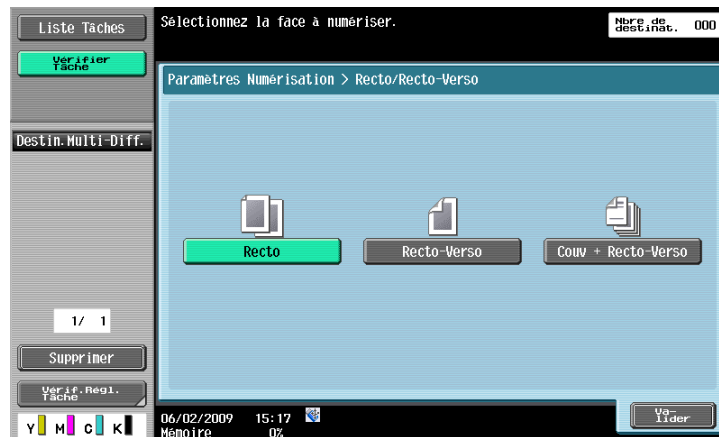 Liste Tâches
Sélectionnez la face à numériser.
Nbre de
destinat. 000
Vérifier
Tâche
Paramètres Numérisation > Recto/Recto-Verso
Destin.Multi-Diff.
Recto
Recto-Verso
Couv + Recto-Verso
1/ 1
Supprimer
Vérif.Régl.
Tâche
Va-
lider
06/02/2009 15:17
Mémoire 0%
Y M C K